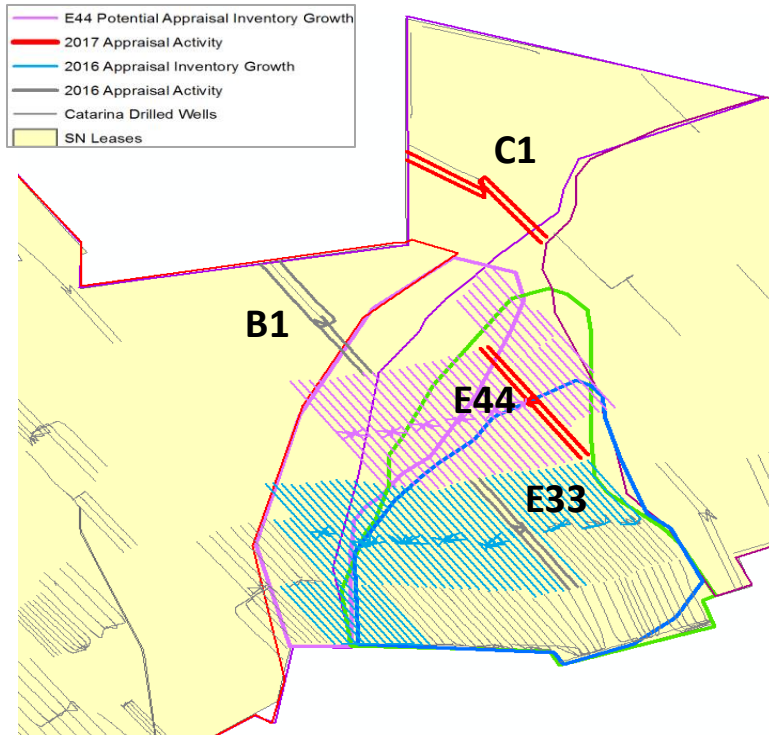 E44 Potential Appraisal Inventory Growth
2017 Appraisal Activity
2016 Appraisal Inventory Growth
2016 Appraisal Activity
Catarina Drilled Wells
SN Leases
C1
B1
E44
E33